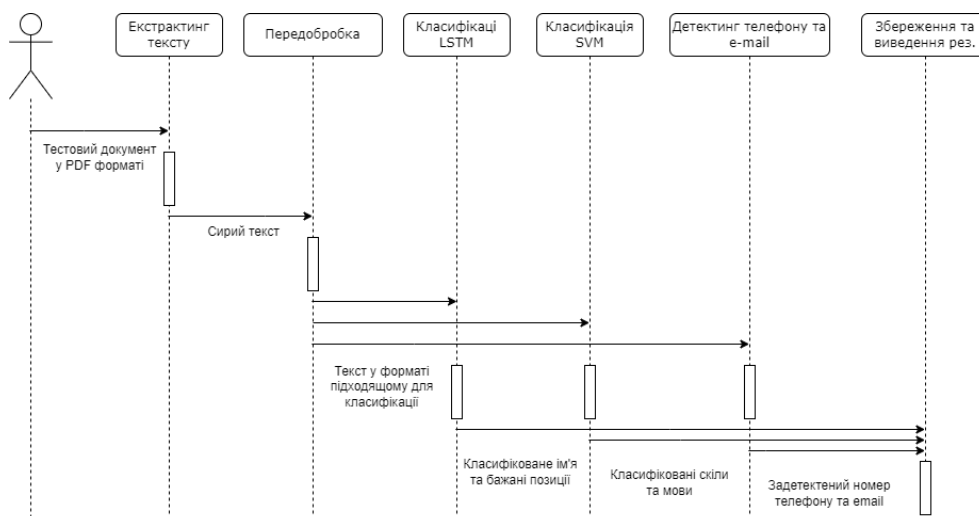 Екстрактинг
тексту
Передобробка
Класифікаці
LSTM
Класифікація
SVM
Детектинг телефону та
e-mail
Збереження та
виведення рез.
Тестовий документ
у PDF форматі
Сирий текст
Текст у форматі
підходящому для
класифікації
Класифіковане ім'я
та бажані позиції
Класифіковані скіли
та мови
Задетектений номер
телефону та email